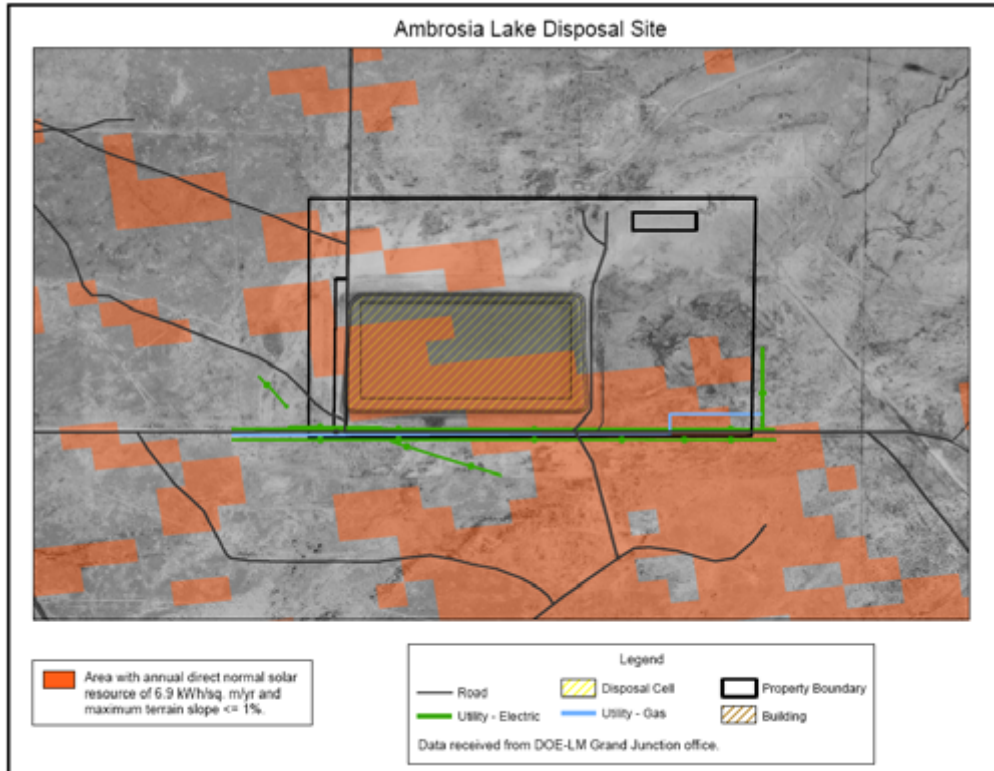 Ambrosia Lake Disposal Site
Area with annual direct normal solar
resource of 6.9 kWh/sq. m/yr and
maximum terrain slope <= 1%.
Legend
Road
Disposal Cell
Property Boundary
Utility - Electric
Utility - Gas
Building
Data received from DOE-LM Grand Junction office.